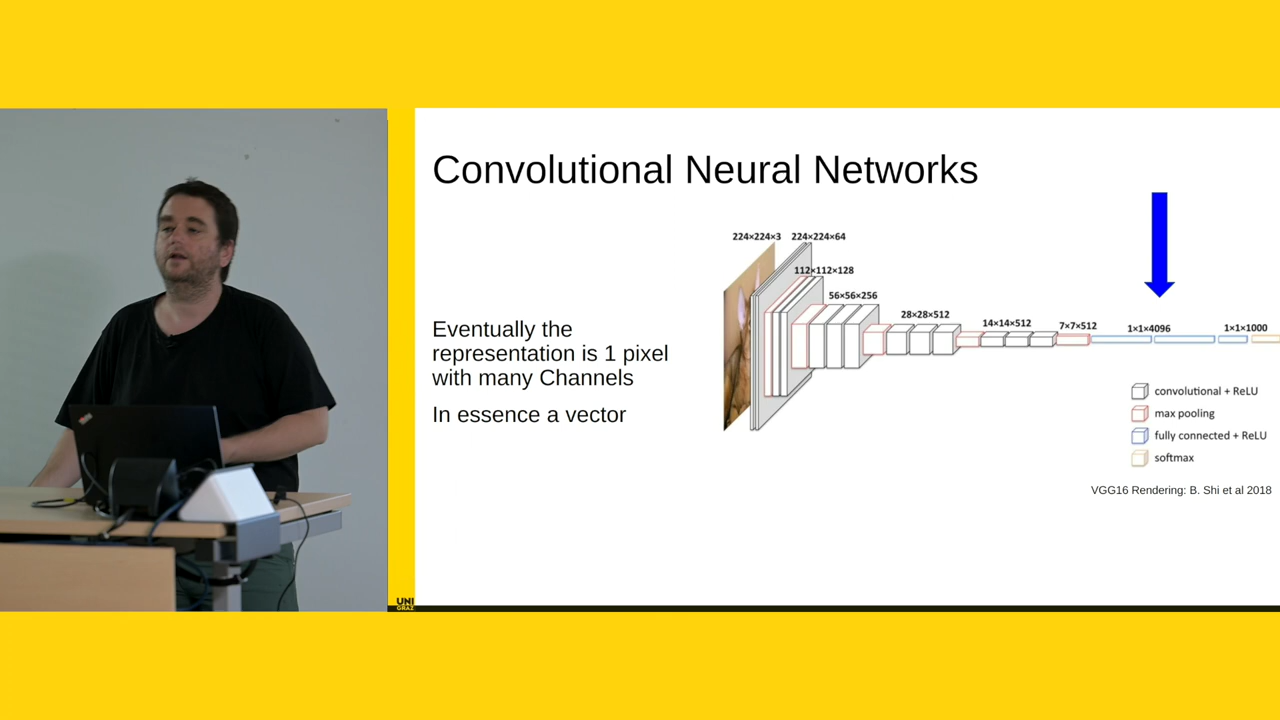 Convolutional Neural Networks
224×224×3
224×224×64
112×112×128
56×56×256
28×28×512
14×14×512
7×7×512
1×1×4096
1×1×1000
Eventually the
representation is 1 pixel
with many Channels
In essence a vector
convolutional + ReLU
max pooling
fully connected + ReLU
softmax
VGG16 Rendering: B. Shi et al 2018
UNI
GRAZ